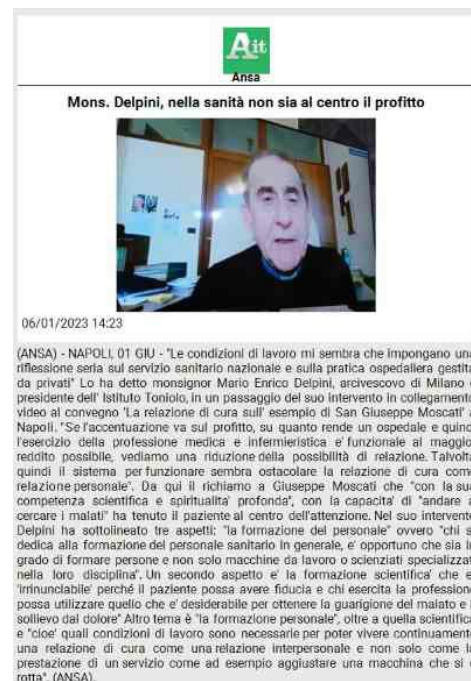 Ait
Ansa
Mons. Delpini, nella sanità non sia al centro il profitto
06/01/2023 14:23
(ANSA) - NAPOLI, 01 GIU - "Le condizioni di lavoro mi sembra che impongano una
riflessione seria sul servizio sanitario nazionale e sulla pratica ospedaliera gestita
da privati" Lo ha detto monsignor Mario Enrico Delpini, arcivescovo di Milano e
presidente dell' Istituto Toniolo, in un passaggio del suo intervento in collegamento
video al convegno 'La relazione di cura sull' esempio di San Giuseppe Moscati' a
Napoli. "Se l'accentuazione va sul profitto, su quanto rende un ospedale e quindi
l'esercizio della professione medica e infermieristica e' funzionale al maggior
reddito possibile, vediamo una riduzione della possibilità di relazione. Talvolta
quindi il sistema per funzionare sembra ostacolare la relazione di cura come
relazione personale". Da qui il richiamo a Giuseppe Moscati che "con la sua
competenza scientifica e spiritualita' profonda", con la capacita' di "andare a
cercare i malati" ha tenuto il paziente al centro dell'attenzione. Nel suo intervento
Delpini ha sottolineato tre aspetti: "la formazione del personale" ovvero "chi si
dedica alla formazione del personale sanitario in generale, e' opportuno che sia in
grado di formare persone e non solo macchine da lavoro o scienziati specializzati
nella loro disciplina". Un secondo aspetto e' la formazione scientifica' che e'
'irrinunciabile' perché il paziente possa avere fiducia e chi esercita la professione
possa utilizzare quello che e' desiderabile per ottenere la guarigione del malato e il
sollievo dal dolore" Altro tema è "la formazione personale", oltre a quella scientifica
e "cioe' quali condizioni di lavoro sono necessarie per poter vivere continuamente
una relazione di cura come una relazione interpersonale e non solo come la
prestazione di un servizio come ad esempio aggiustare una macchina che si è
rotta". (ANSA).